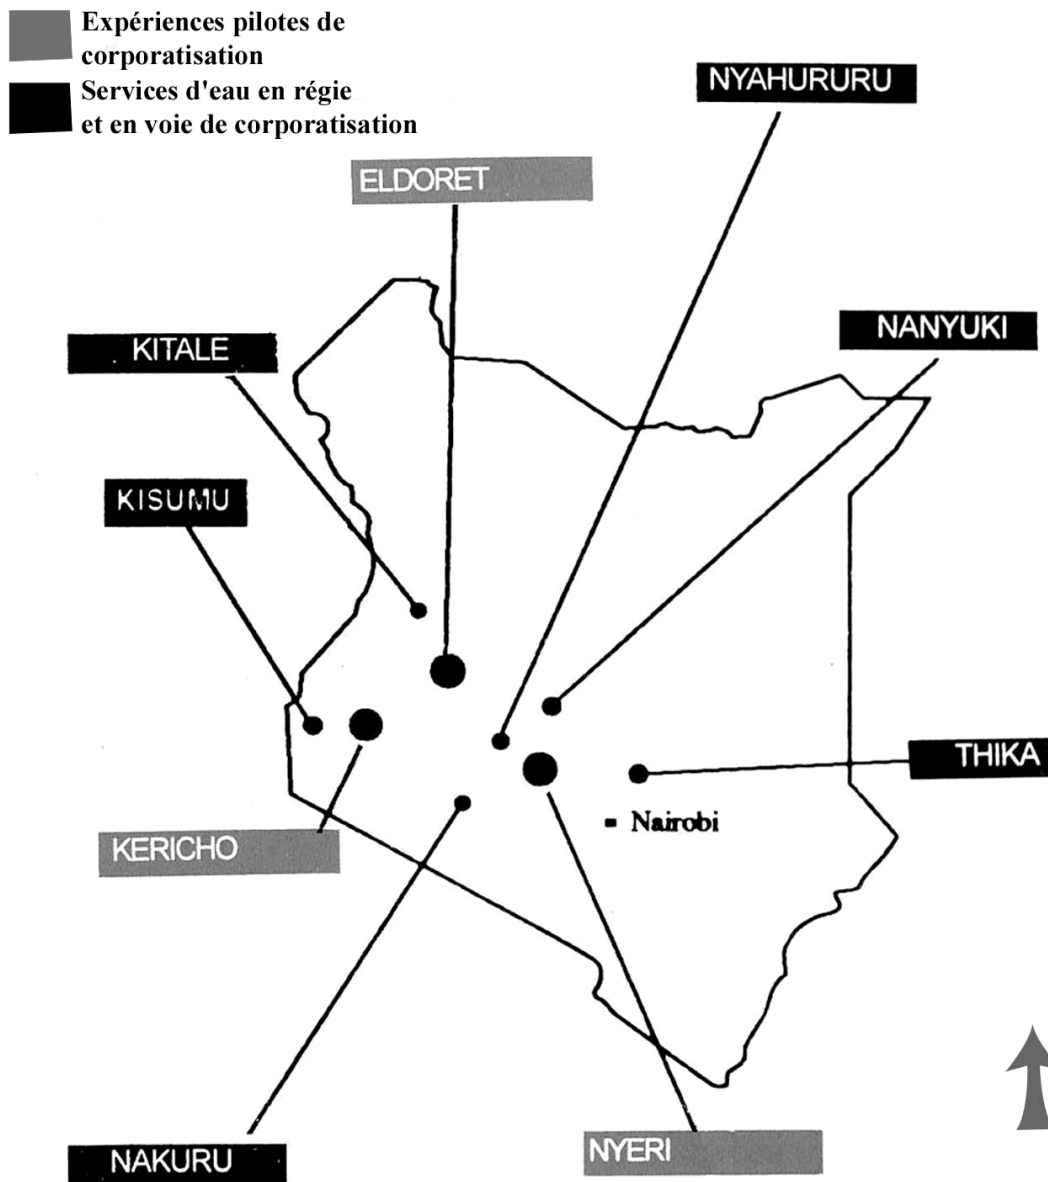 Expériences pilotes de
corporatisation
Services d'eau en régie
et en voie de corporatisation
NYAHURURU
ELDORET
NANYUKI
KITALE
KISUMU
THIKA
Nairobi
KERICHO
NYERI
NAKURU